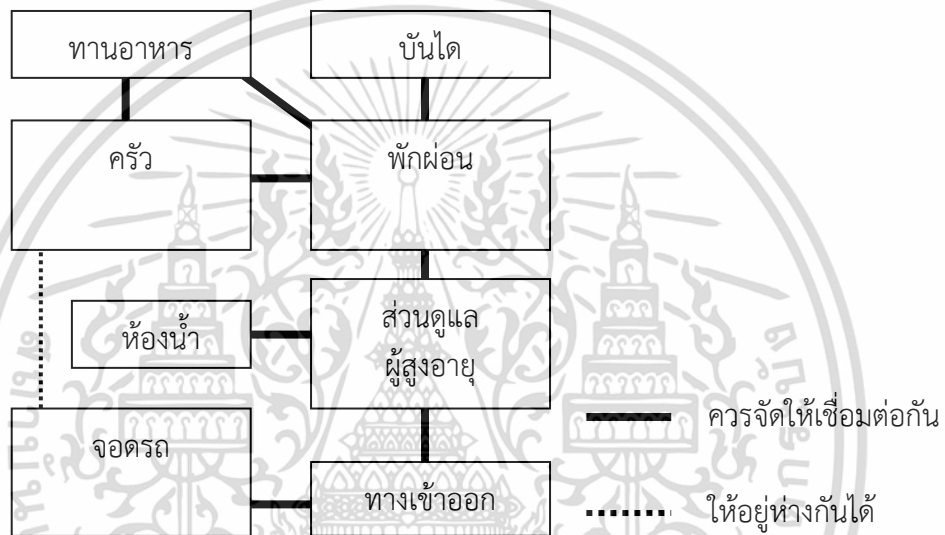 ทานอาหาร
บันได
ครัว
พักผ่อน
ห้องน้ำ
ส่วนดูแล
ผู้สูงอายุ
จอดรถ
ทางเข้าออก
ควรจัดให้เชื่อมต่อกัน
ให้อยู่ห่างกันได้